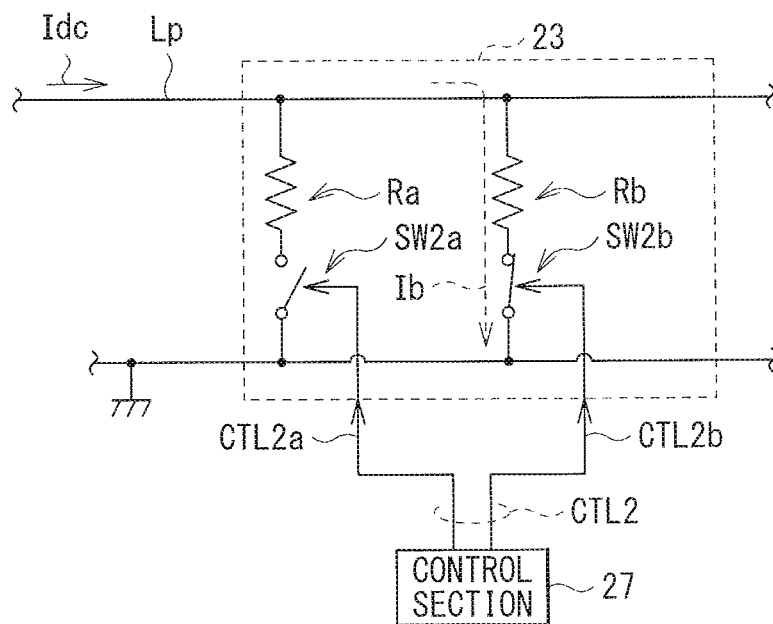 Idc
Lp
23
Ra
Rb
SW2a
SW2b
Ib
CTL2a
CTL2b
CTL2
CONTROL
SECTION
27